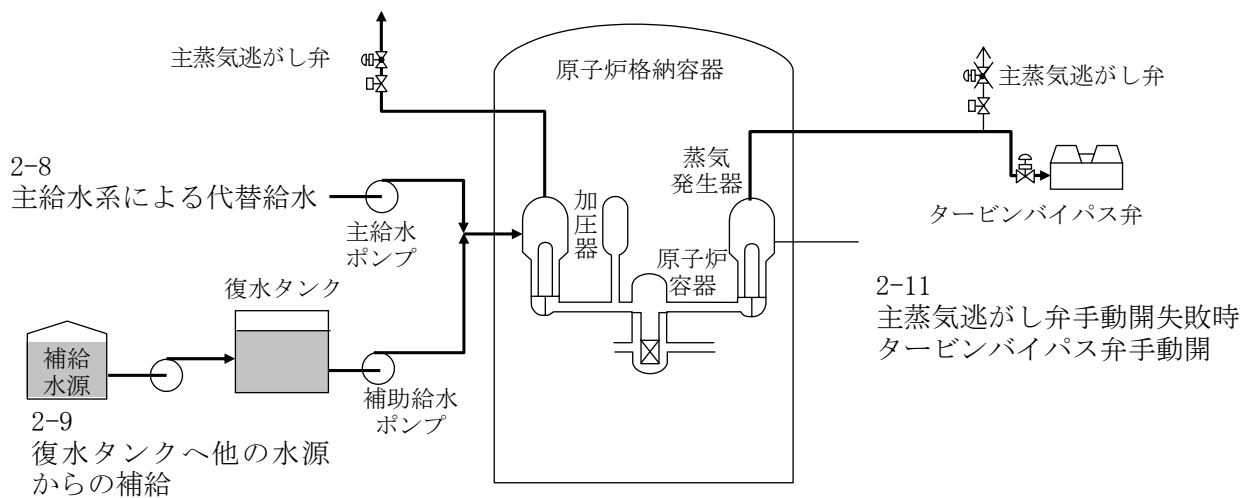 主蒸気逃がし弁
原子炉格納容器
主蒸気逃がし弁
2-8
主給水系による代替給水
主給水
ポンプ
加圧器
蒸気
発生器
タービンバイパス弁
原子炉
容器
復水タンク
補給
水源
補助給水
ポンプ
2-9
復水タンクへ他の水源
からの補給
2-11
主蒸気逃がし弁手動開失敗時
タービンバイパス弁手動開